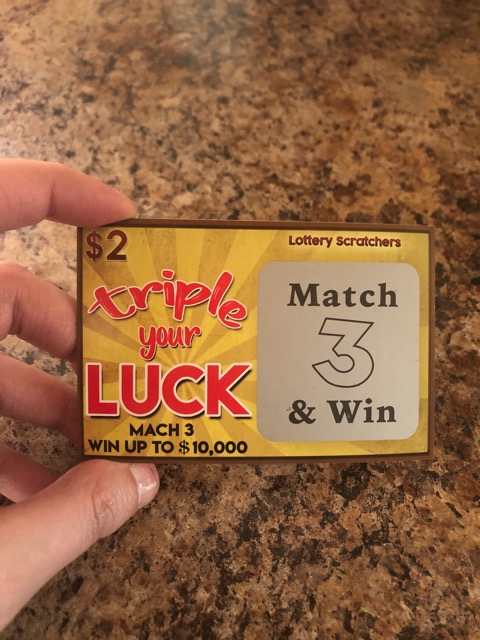 $2
Lottery Scratchers
triple
your
LUCK
MACH 3
WIN UP TO $10,000
Match
3
& Win